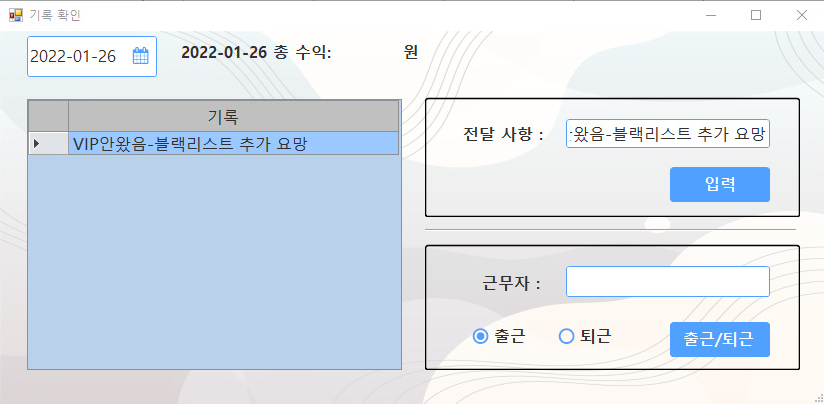 기록 확인
2022-01-26
2022-01-26 총 수익: 원
기록
VIP안왔음-블랙리스트 추가 요망
전달 사항 :
왔음-블랙리스트 추가 요망
입력
근무자 :
출근
퇴근
출근/퇴근